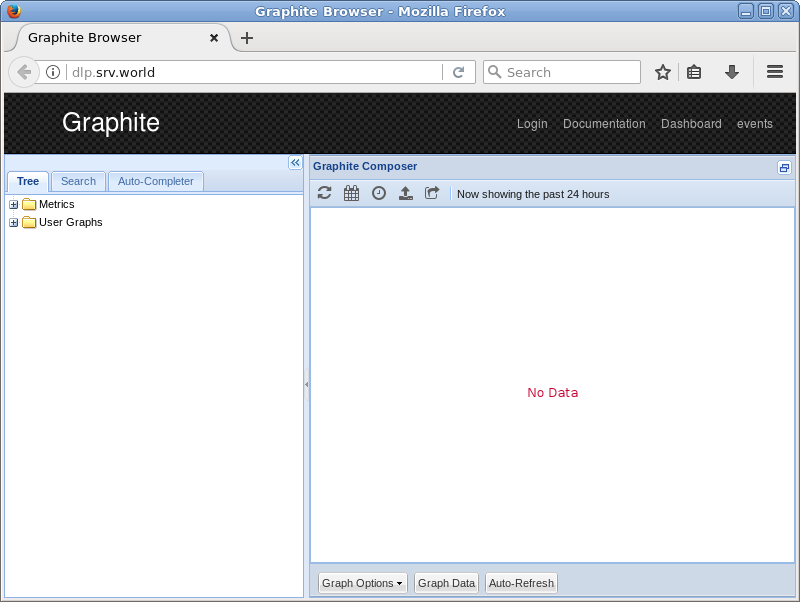 Graphite Browser - Mozilla Firefox
Graphite Browser
dlp.srv.world
Search
Graphite
Login Documentation Dashboard events
Graphite Composer
Tree Search Auto-Completer
Now showing the past 24 hours
Metrics
User Graphs
No Data
Graph Options Graph Data Auto-Refresh